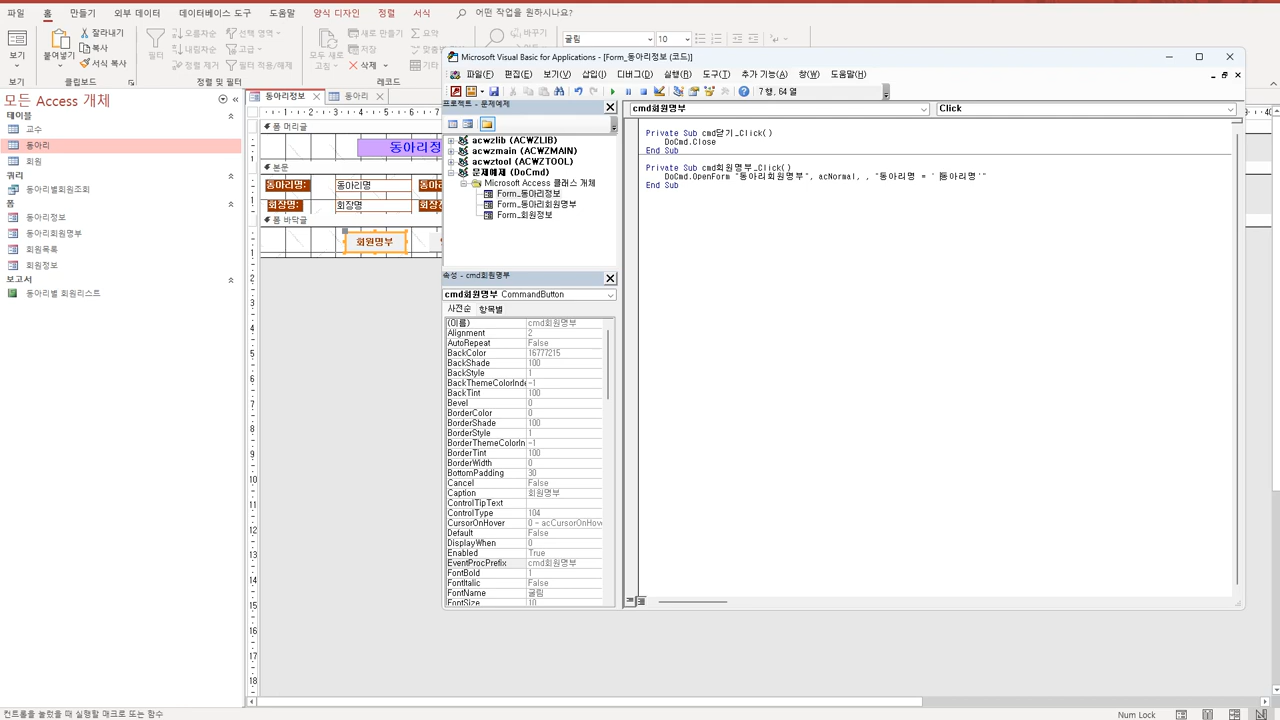 파일 홈 만들기 외부 데이터 데이터베이스 도구 도움말 양식 디자인 정렬 서식 어떤 작업을 원하시나요?
보기 붙여넣기 잘라내기 복사 서식 복사 필터 오름차순 내림차순 정렬 제거 선택 영역 고급 필터 적용/해제 모두 새로 고침 새로 만들기 저장 삭제 요약 바꾸기 굴림 10
보기 클립보드 정렬 및 필터 레코드
모든 Access 개체
테이블
교수
동아리
회원
쿼리
동아리별회원조회
폼
동아리정보
동아리회원명부
회원목록
회원정보
보고서
동아리별 회원리스트
동아리정보 동아리
폼 머리글
동아리정
본문
동아리명: 동아리명
회장명: 회장명
폼 바닥글
회원명부
Microsoft Visual Basic for Applications - [Form_동아리정보 (코드)]
파일(F) 편집(E) 보기(V) 삽입(I) 디버그(D) 실행(R) 도구(T) 추가 기능(A) 창(W) 도움말(H)
7행, 64 열
프로젝트 - 문제예제
acwzlib (ACWZLIB)
acwzmain (ACWZMAIN)
acwztool (ACWZTOOL)
문제예제 (DoCmd)
Microsoft Access 클래스 개체
Form_동아리정보
Form_동아리회원명부
Form_회원정보
속성 - cmd회원명부
cmd회원명부 CommandButton
사전순 항목별
(이름) cmd회원명부
Alignment 2
AutoRepeat False
BackColor 16777215
BackShade 100
BackStyle 1
BackThemeColorInde -1
BackTint 100
Bevel 0
BorderColor 0
BorderShade 100
BorderStyle 1
BorderThemeColorIn -1
BorderTint 100
BorderWidth 0
BottomPadding 30
Cancel False
Caption 회원명부
ControlTipText
ControlType 104
CursorOnHover 0 - acCursorOnHove
Default False
DisplayWhen 0
Enabled True
EventProcPrefix cmd회원명부
FontBold 1
FontItalic False
FontName 굴림
FontSize 10
cmd회원명부 Click
Private Sub cmd닫기_Click()
DoCmd.Close
End Sub
Private Sub cmd회원명부_Click()
DoCmd.OpenForm "동아리회원명부", acNormal, , "동아리명 = ' 동아리명 '"
End Sub
컨트롤을 눌렀을 때 실행할 매크로 또는 함수
Num Lock